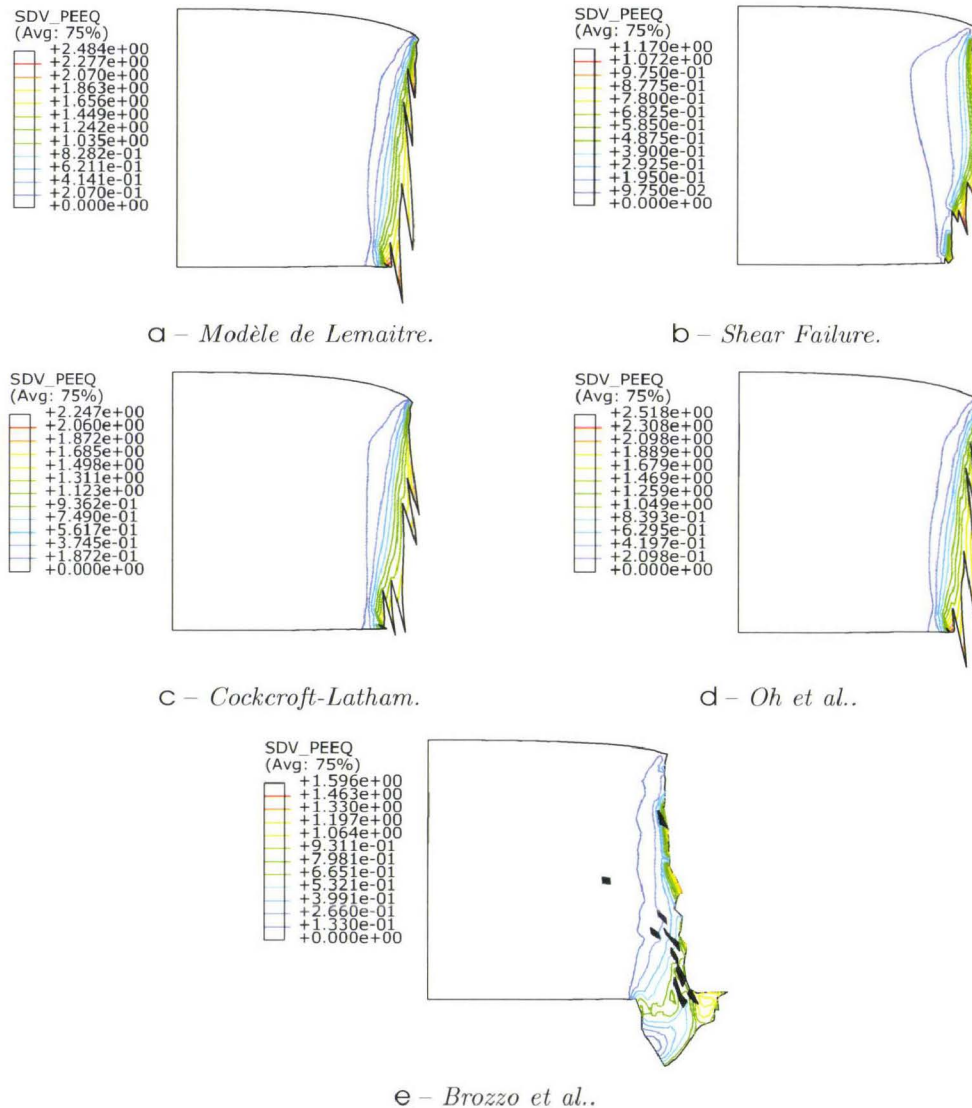 SDV_PEEQ
(Avg: 75%)
+2.484e+00
+2.277e+00
+2.070e+00
+1.863e+00
+1.656e+00
+1.449e+00
+1.242e+00
+1.035e+00
+8.282e-01
+6.211e-01
+4.141e-01
+2.070e-01
+0.000e+00
a – Modèle de Lemaitre.
SDV_PEEQ
(Avg: 75%)
+1.170e+00
+1.072e+00
+9.750e-01
+8.775e-01
+7.800e-01
+6.825e-01
+5.850e-01
+4.875e-01
+3.900e-01
+2.925e-01
+1.950e-01
+9.750e-02
+0.000e+00
b – Shear Failure.
SDV_PEEQ
(Avg: 75%)
+2.247e+00
+2.060e+00
+1.872e+00
+1.685e+00
+1.498e+00
+1.311e+00
+1.123e+00
+9.362e-01
+7.490e-01
+5.617e-01
+3.745e-01
+1.872e-01
+0.000e+00
c – Cockcroft-Latham.
SDV_PEEQ
(Avg: 75%)
+2.518e+00
+2.308e+00
+2.098e+00
+1.889e+00
+1.679e+00
+1.469e+00
+1.259e+00
+1.049e+00
+8.393e-01
+6.295e-01
+4.197e-01
+2.098e-01
+0.000e+00
d – Oh et al..
SDV_PEEQ
(Avg: 75%)
+1.596e+00
+1.463e+00
+1.330e+00
+1.197e+00
+1.064e+00
+9.311e-01
+7.981e-01
+6.651e-01
+5.321e-01
+3.991e-01
+2.660e-01
+1.330e-01
+0.000e+00
e – Brozzo et al..